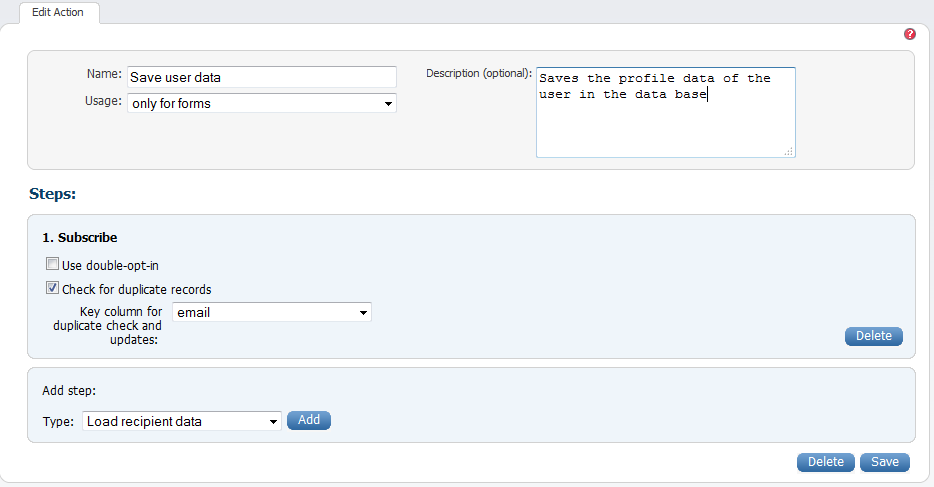 Edit Action
?
Name: Save user data
Description (optional): Saves the profile data of the
user in the data base
Usage: only for forms
Steps:
1. Subscribe
Use double-opt-in
Check for duplicate records
Key column for
duplicate check and
updates:
email
Delete
Add step:
Type: Load recipient data Add
Delete Save